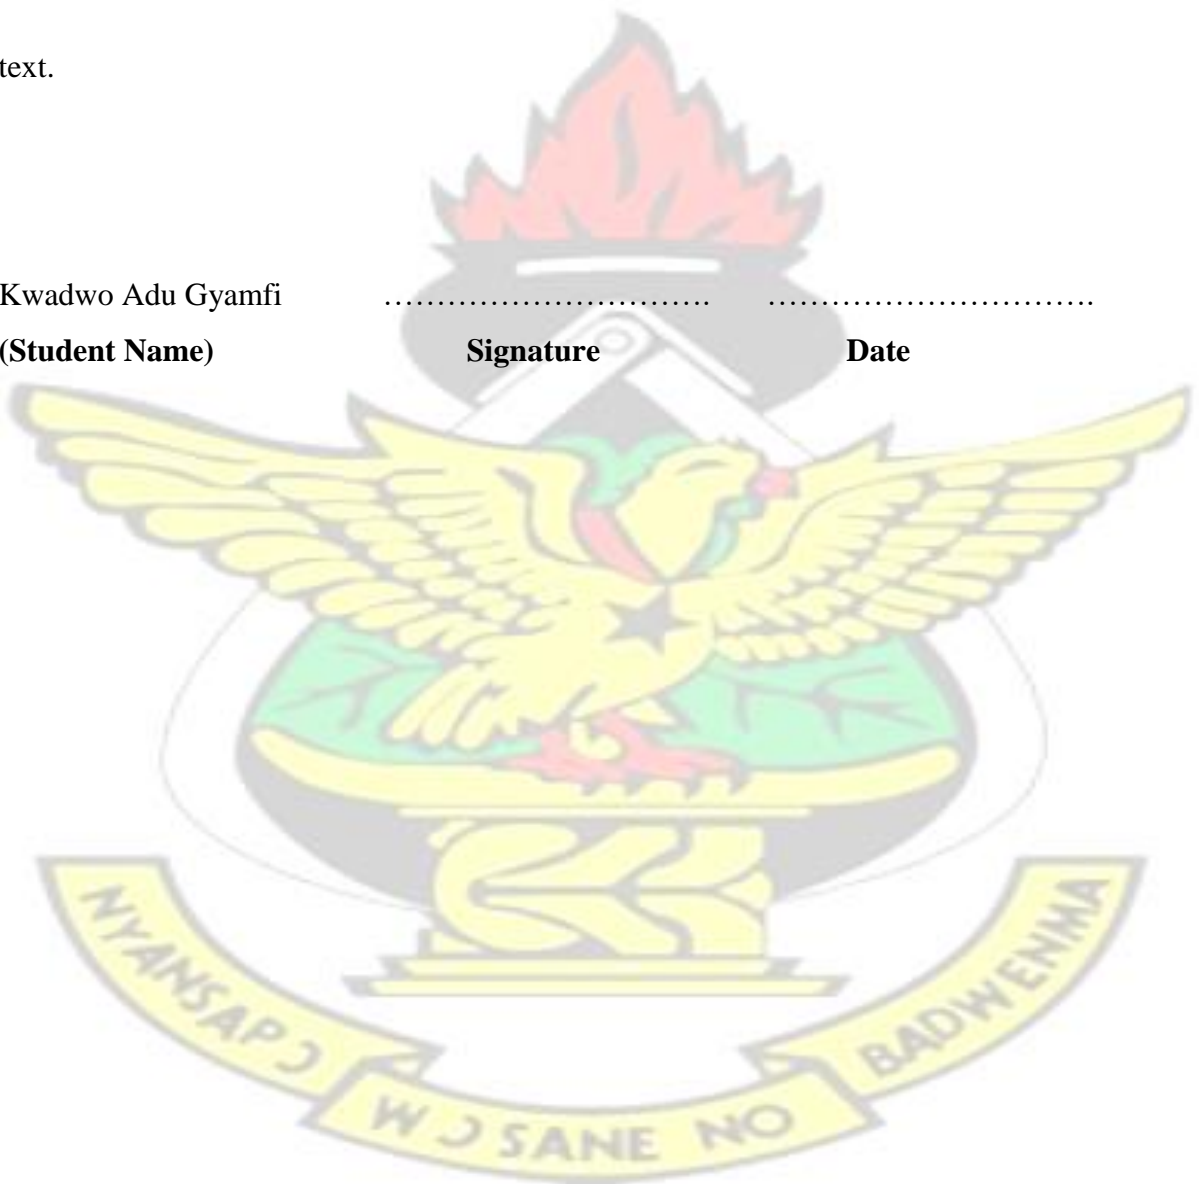 text.
Kwadwo Adu Gyamfi ……………………………. …………………………….
(Student Name) Signature Date
NYANSAPƆ
WƆSANE NO
BADWENMA